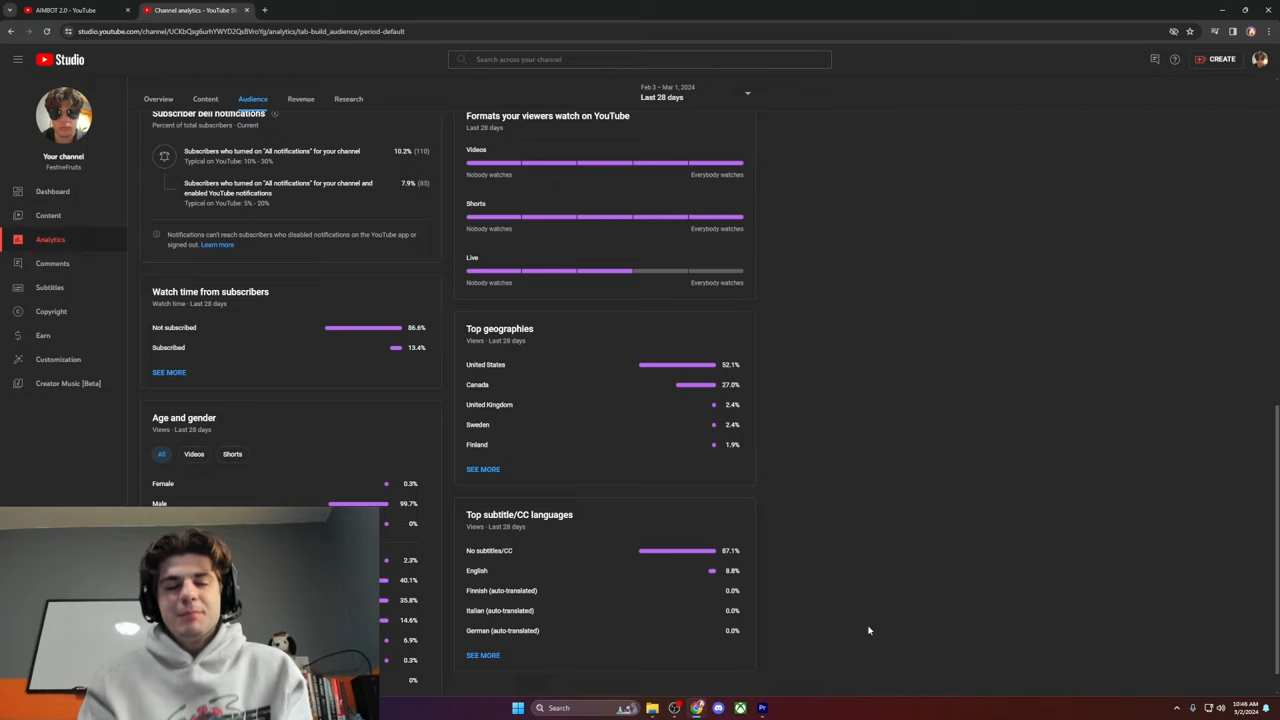 AIMBOT 2.0 - YouTube
Channel analytics - YouTube Stu
studio.youtube.com/channel/UCKbQsg6urhYWYD2Qs8VroYg/analytics/tab-build_audience/period-default
Studio
Search across your channel
CREATE
Your channel
FestiveFruits
Dashboard
Content
Analytics
Comments
Subtitles
Copyright
Earn
Customization
Creator Music [Beta]
Overview
Content
Audience
Revenue
Research
Feb 3 – Mar 1, 2024
Last 28 days
Subscriber bell notifications
Percent of total subscribers · Current
Subscribers who turned on "All notifications" for your channel 10.2% (110)
Typical on YouTube: 10% - 30%
Subscribers who turned on "All notifications" for your channel and 7.9% (85)
enabled YouTube notifications
Typical on YouTube: 5% - 20%
Notifications can't reach subscribers who disabled notifications on the YouTube app or
signed out. Learn more
Watch time from subscribers
Watch time · Last 28 days
Not subscribed 86.6%
Subscribed 13.4%
SEE MORE
Age and gender
Views · Last 28 days
All Videos Shorts
Female 0.3%
Male 99.7%
0%
2.3%
40.1%
35.8%
14.6%
6.9%
0.3%
0%
Formats your viewers watch on YouTube
Last 28 days
Videos
Nobody watches Everybody watches
Shorts
Nobody watches Everybody watches
Live
Nobody watches Everybody watches
Top geographies
Views · Last 28 days
United States 52.1%
Canada 27.0%
United Kingdom 2.4%
Sweden 2.4%
Finland 1.9%
SEE MORE
Top subtitle/CC languages
Views · Last 28 days
No subtitles/CC 87.1%
English 8.8%
Finnish (auto-translated) 0.0%
Italian (auto-translated) 0.0%
German (auto-translated) 0.0%
SEE MORE
Search
10:46 AM
3/2/2024